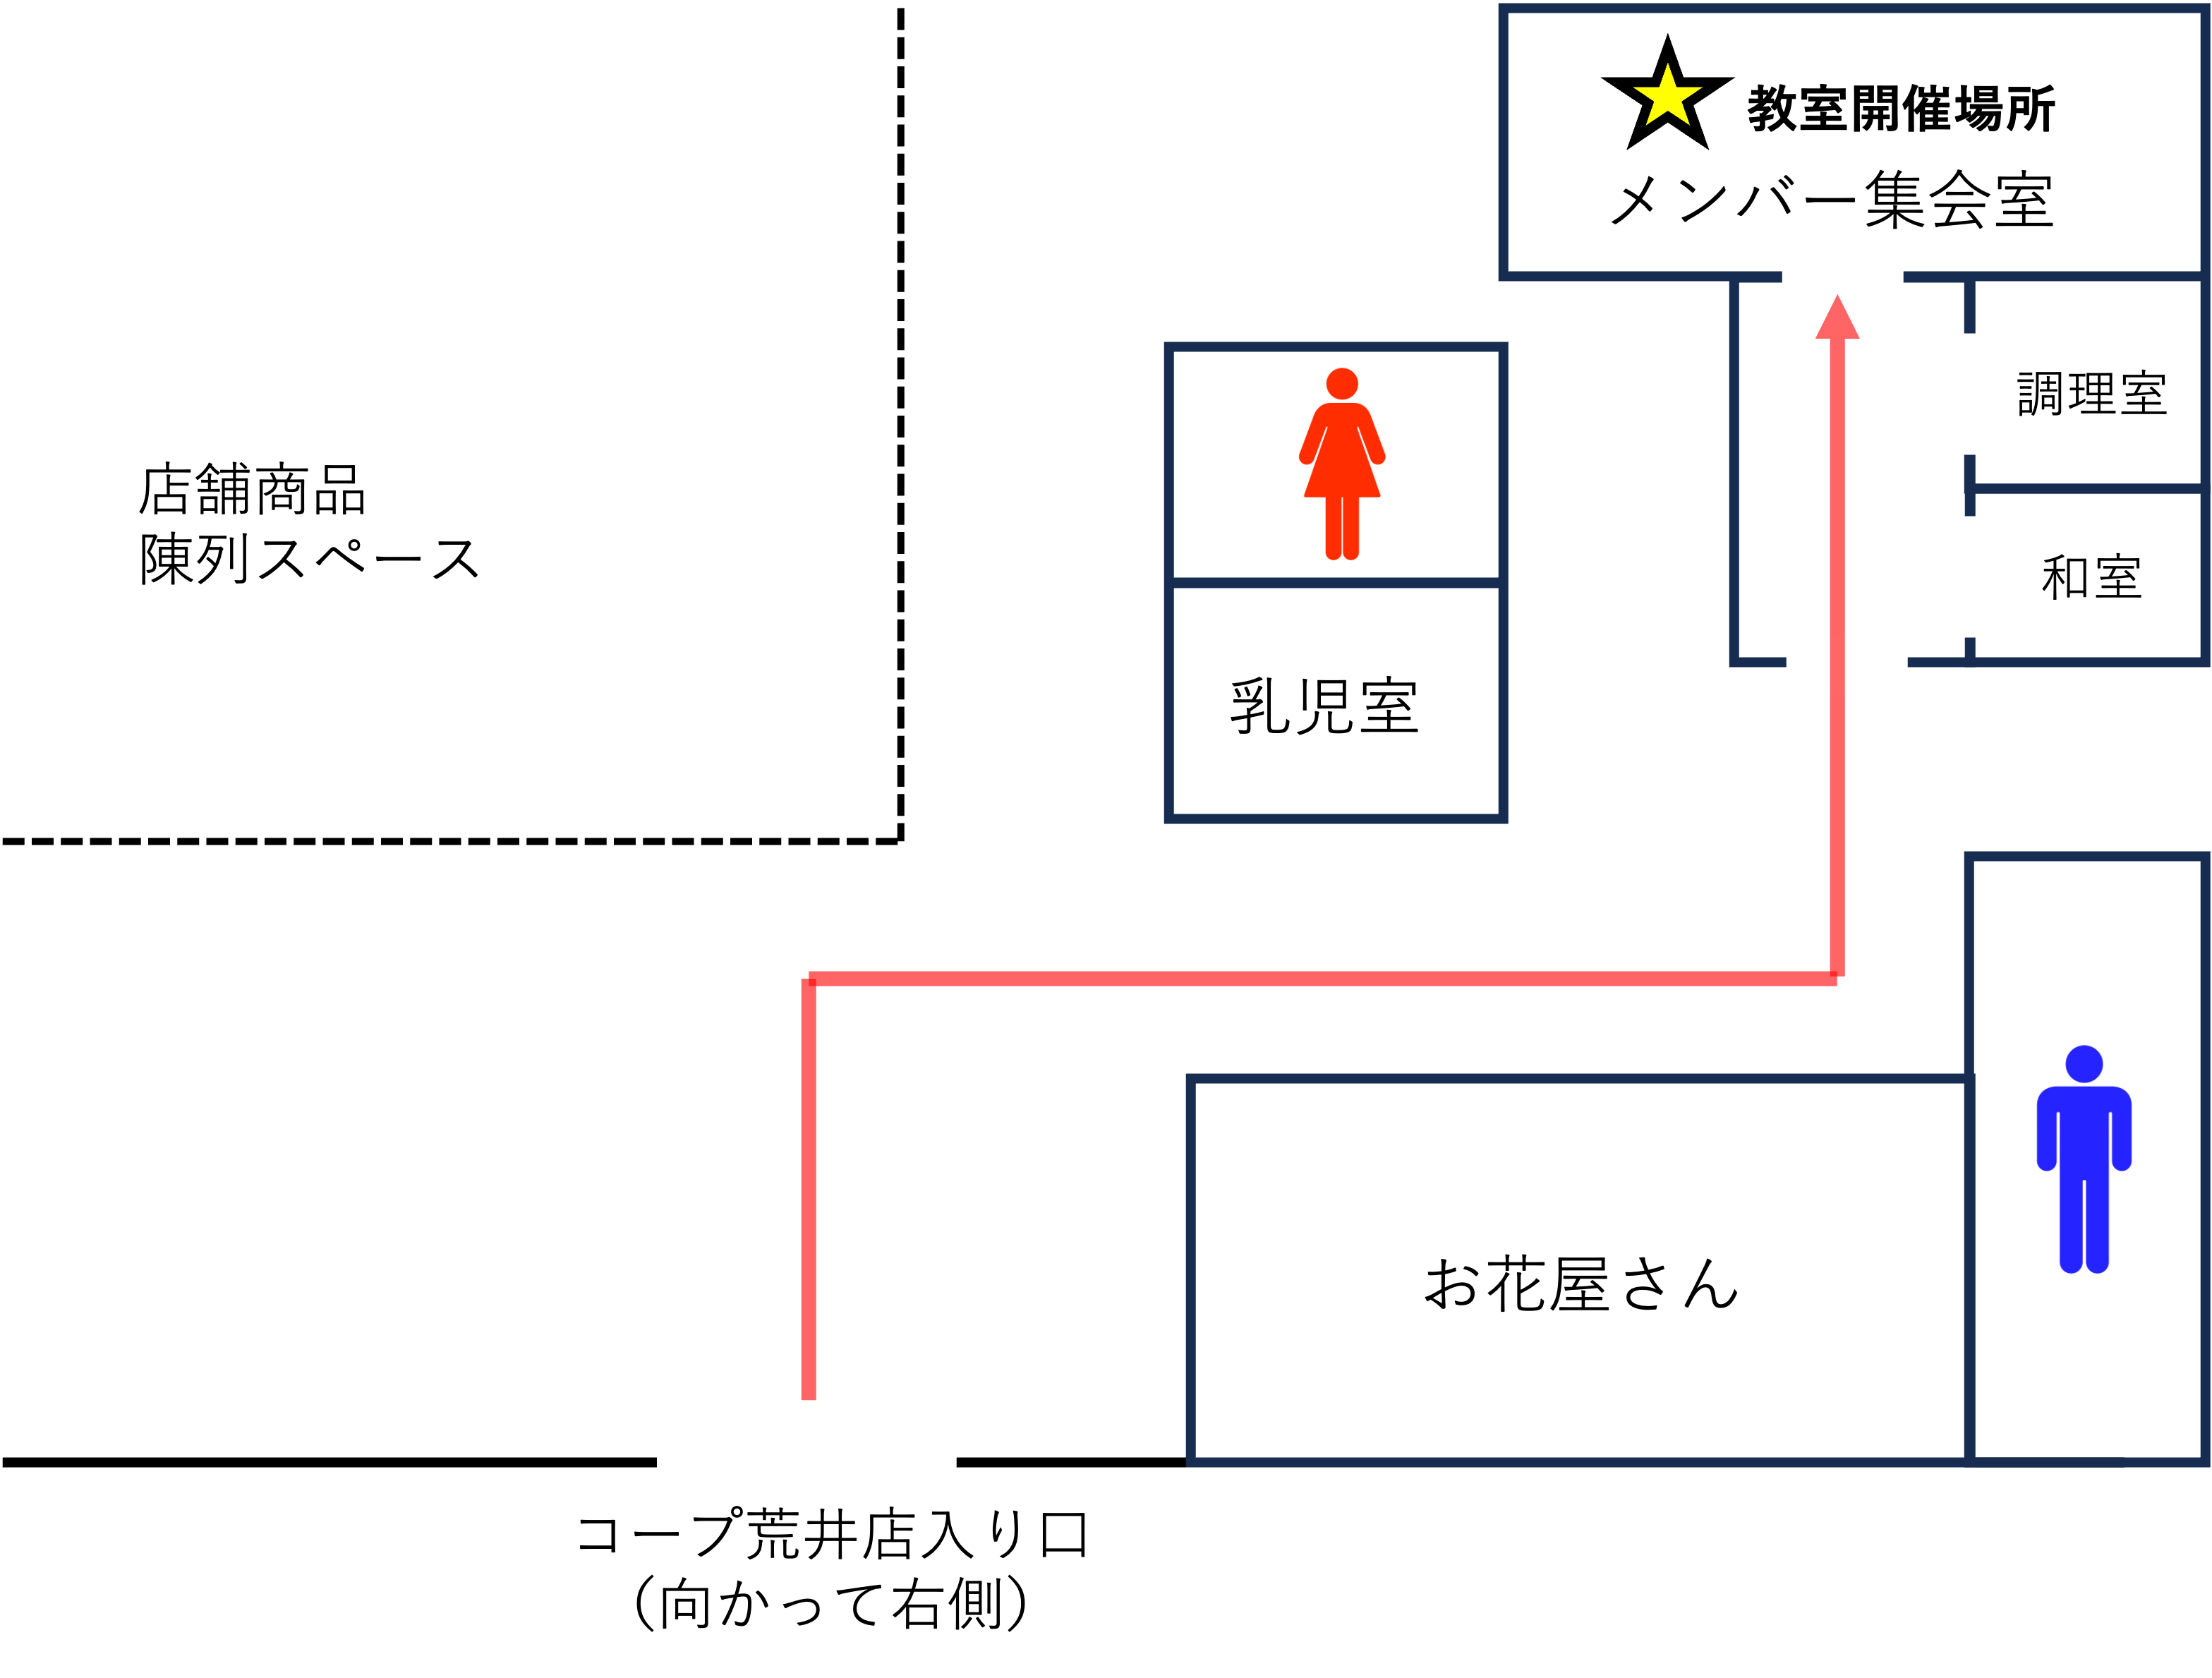 教室開催場所
メンバー集会室
調理室
店舗商品
陳列スペース
和室
乳児室
お花屋さん
コープ荒井店入り口
（向かって右側）